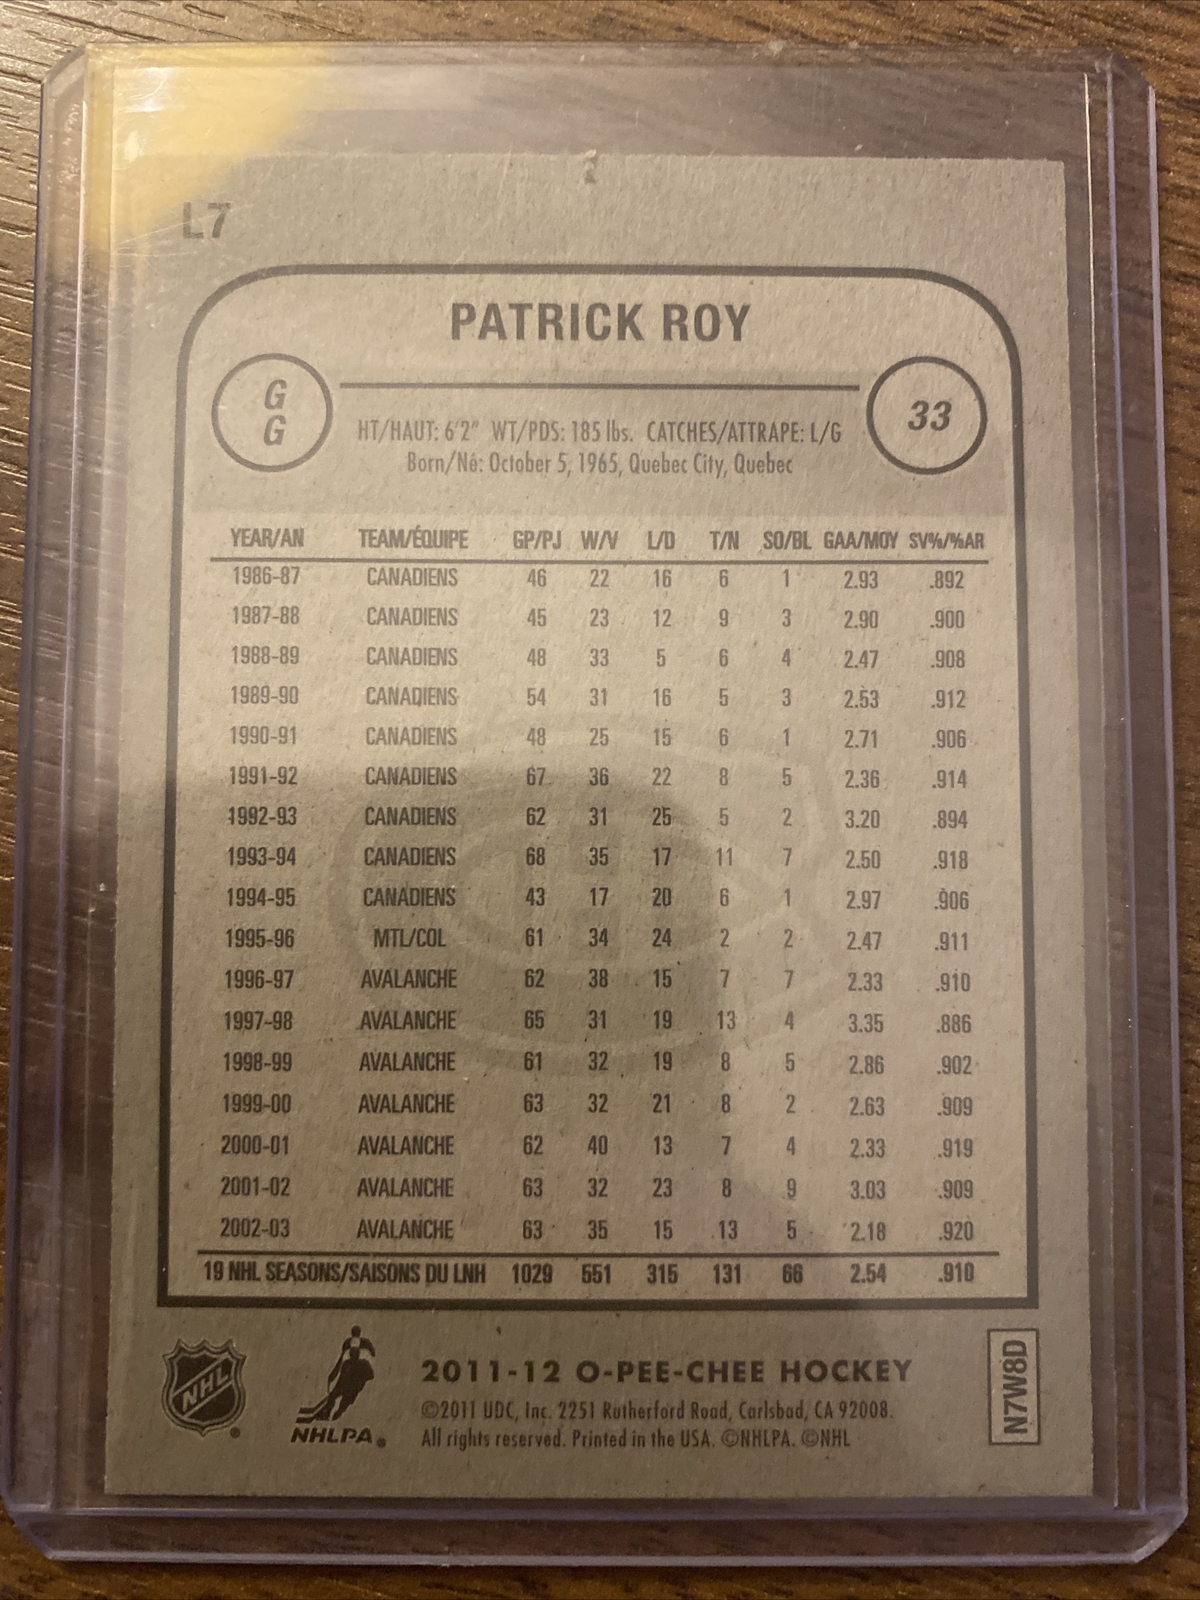 L7
PATRICK ROY
G
G
33
HT/HAUT: 6'2" WT/PDS: 185 lbs. CATCHES/ATTRAPE: L/G
Born/Né: October 5, 1965, Quebec City, Quebec
YEAR/AN TEAM/ÉQUIPE GP/PJ W/V L/D T/N SO/BL GAA/MOY SV%/%AR
1986-87 CANADIENS 46 22 16 6 1 2.93 .892
1987-88 CANADIENS 45 23 12 9 3 2.90 .900
1988-89 CANADIENS 48 33 5 6 4 2.47 .908
1989-90 CANADIENS 54 31 16 5 3 2.53 .912
1990-91 CANADIENS 48 25 15 6 1 2.71 .906
1991-92 CANADIENS 67 36 22 8 5 2.36 .914
1992-93 CANADIENS 62 31 25 5 2 3.20 .894
1993-94 CANADIENS 68 35 17 11 7 2.50 .918
1994-95 CANADIENS 43 17 20 6 1 2.97 .906
1995-96 MTL/COL 61 34 24 2 2 2.47 .911
1996-97 AVALANCHE 62 38 15 7 7 2.33 .910
1997-98 AVALANCHE 65 31 19 13 4 3.35 .886
1998-99 AVALANCHE 61 32 19 8 5 2.86 .902
1999-00 AVALANCHE 63 32 21 8 2 2.63 .909
2000-01 AVALANCHE 62 40 13 7 4 2.33 .919
2001-02 AVALANCHE 63 32 23 8 9 3.03 .909
2002-03 AVALANCHE 63 35 15 13 5 2.18 .920
19 NHL SEASONS/SAISONS DU LNH 1029 551 315 131 66 2.54 .910
NHL
NHLPA
2011-12 O-PEE-CHEE HOCKEY
©2011 UDC, Inc. 2251 Rutherford Road, Carlsbad, CA 92008.
All rights reserved. Printed in the USA. ©NHLPA. ©NHL
N7W8D